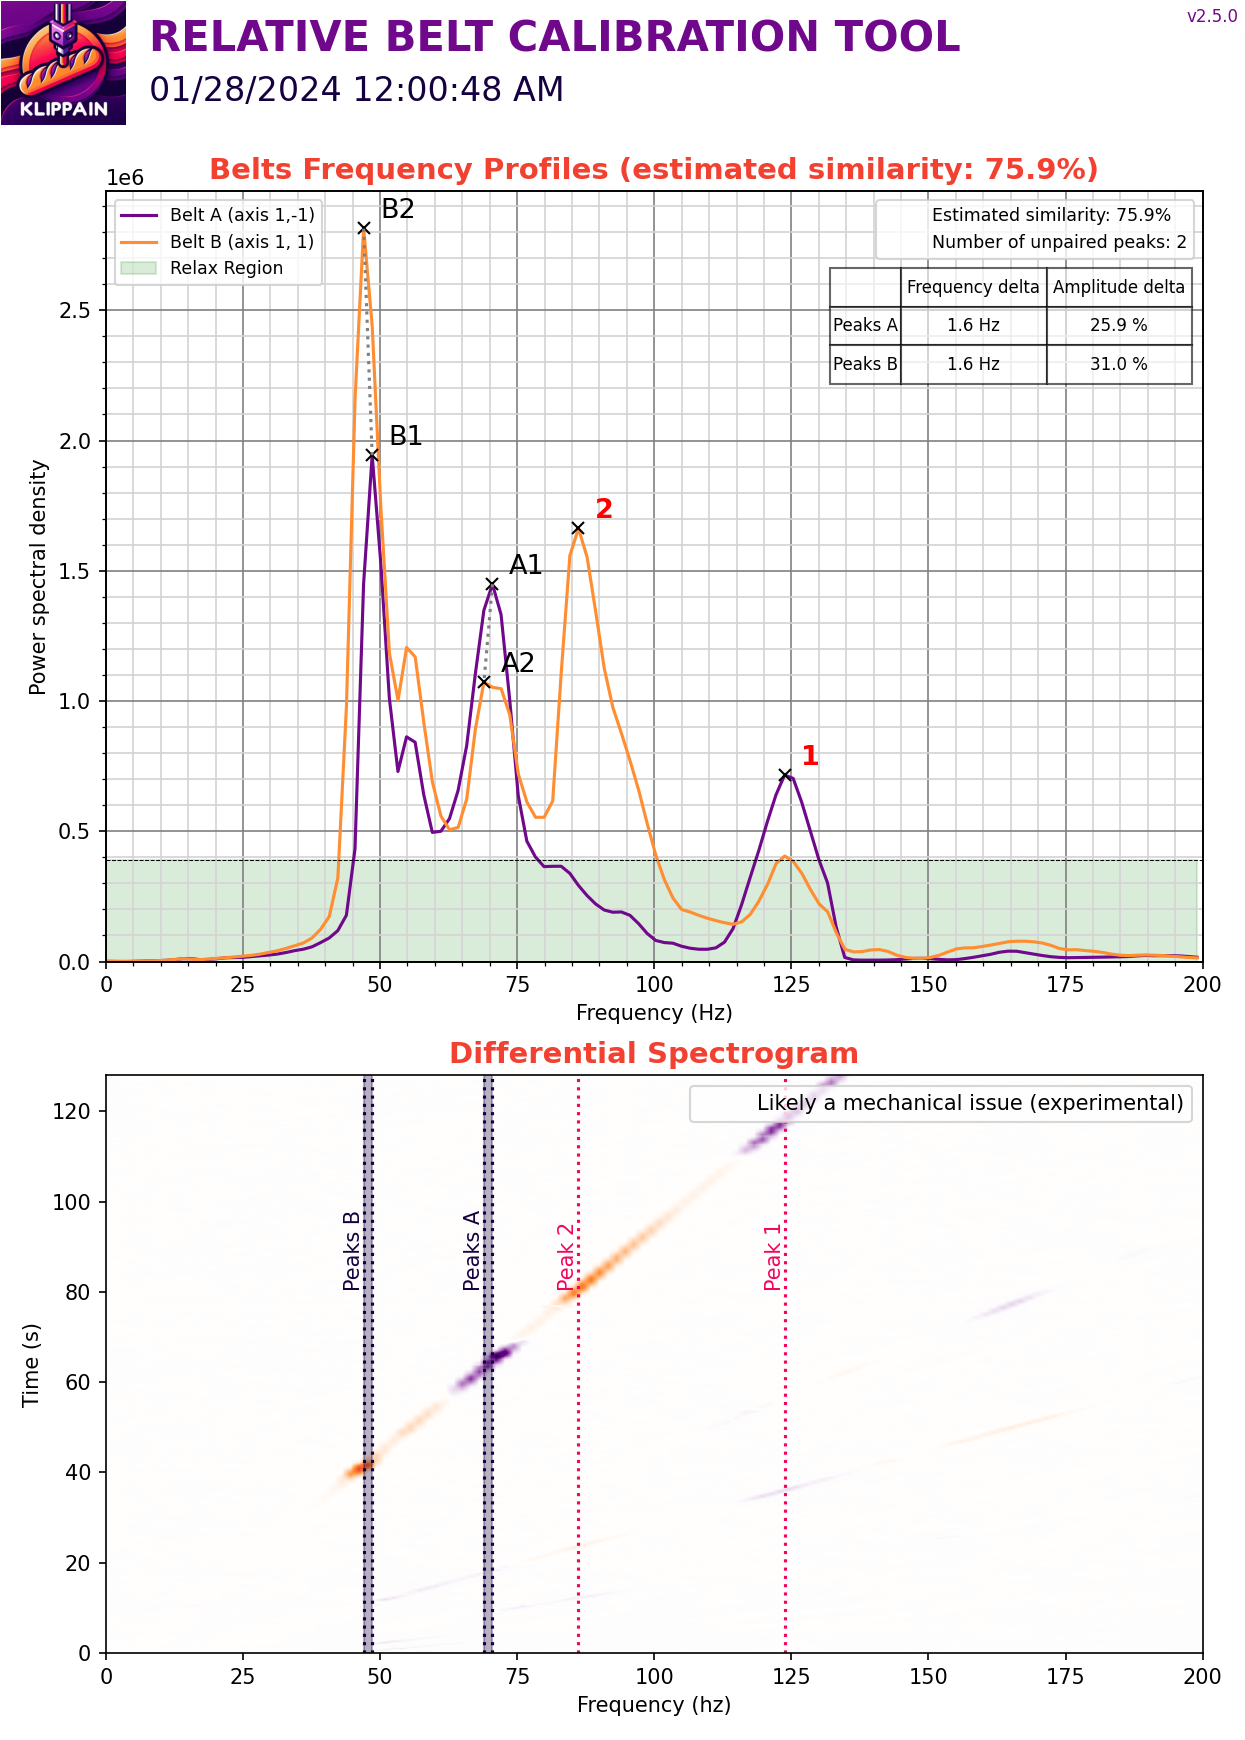 KLIPPAIN
RELATIVE BELT CALIBRATION TOOL
v2.5.0
01/28/2024 12:00:48 AM
Belts Frequency Profiles (estimated similarity: 75.9%)
1e6
Belt A (axis 1,-1)
Belt B (axis 1, 1)
Relax Region
Estimated similarity: 75.9%
Number of unpaired peaks: 2
Frequency delta Amplitude delta
Peaks A 1.6 Hz 25.9 %
Peaks B 1.6 Hz 31.0 %
B2
B1
2
A1
A2
1
Power spectral density
2.5
2.0
1.5
1.0
0.5
0.0
0 25 50 75 100 125 150 175 200
Frequency (Hz)
Differential Spectrogram
Likely a mechanical issue (experimental)
Peaks B
Peaks A
Peak 2
Peak 1
Time (s)
120
100
80
60
40
20
0
0 25 50 75 100 125 150 175 200
Frequency (hz)